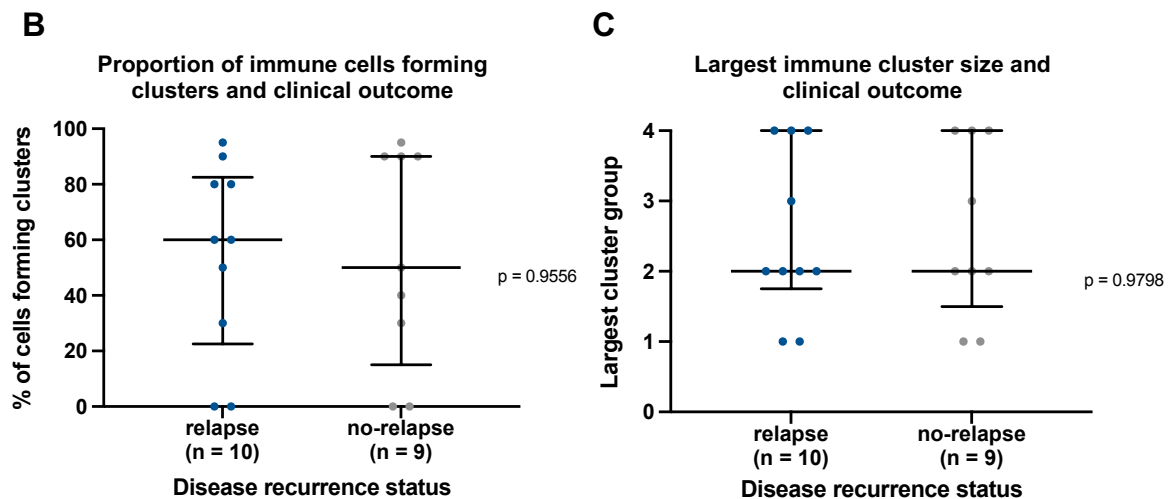 B
Proportion of immune cells forming
clusters and clinical outcome
% of cells forming clusters
100
80
60
40
20
0
relapse
(n = 10)
no-relapse
(n = 9)
Disease recurrence status
p = 0.9556
C
Largest immune cluster size and
clinical outcome
Largest cluster group
4
3
2
1
0
relapse
(n = 10)
no-relapse
(n = 9)
Disease recurrence status
p = 0.9798